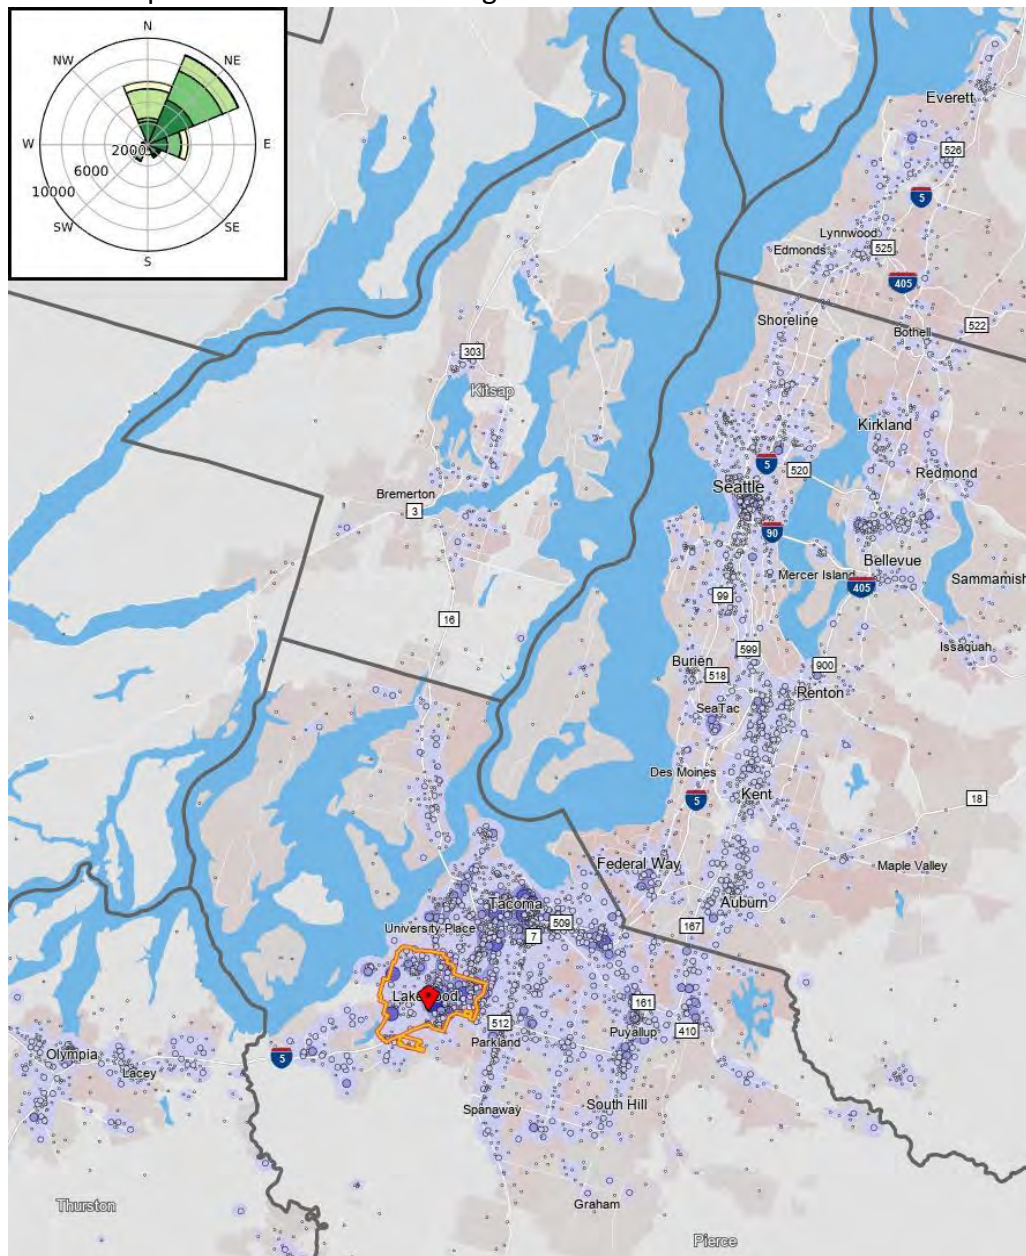 N
NW
NE
W
E
2000
6000
10000
SW
SE
S
Everett
526
5
Lynnwood
525
Edmonds
405
522
Shoreline
Bothell
303
Kitsap
Kirkland
5
520
Redmond
Seattle
Bremerton
3
90
Bellevue
Mercer Island
405
Sammamish
99
16
599
Issaquah
Burien
518
900
Renton
SeaTac
Des Moines
5
Kent
18
Federal Way
Maple Valley
Tacoma
Auburn
509
167
University Place
7
Lakewood
161
512
410
Puyallup
Parkland
Olympia
5
Lacey
Spanaway
South Hill
Thurston
Graham
Pierce